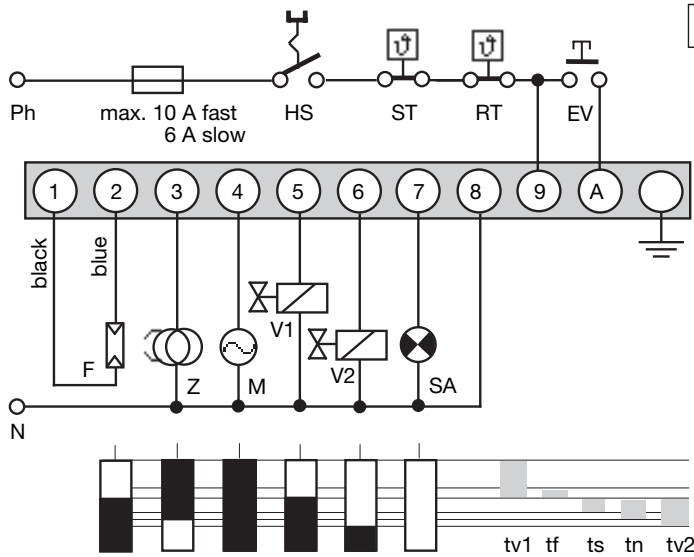 ϑ ϑ
Ph max. 10 A fast HS ST RT EV
6 A slow
1 2 3 4 5 6 7 8 9 A
black blue
V1
F Z M V2 SA
N
tv1 tf ts tn tv2